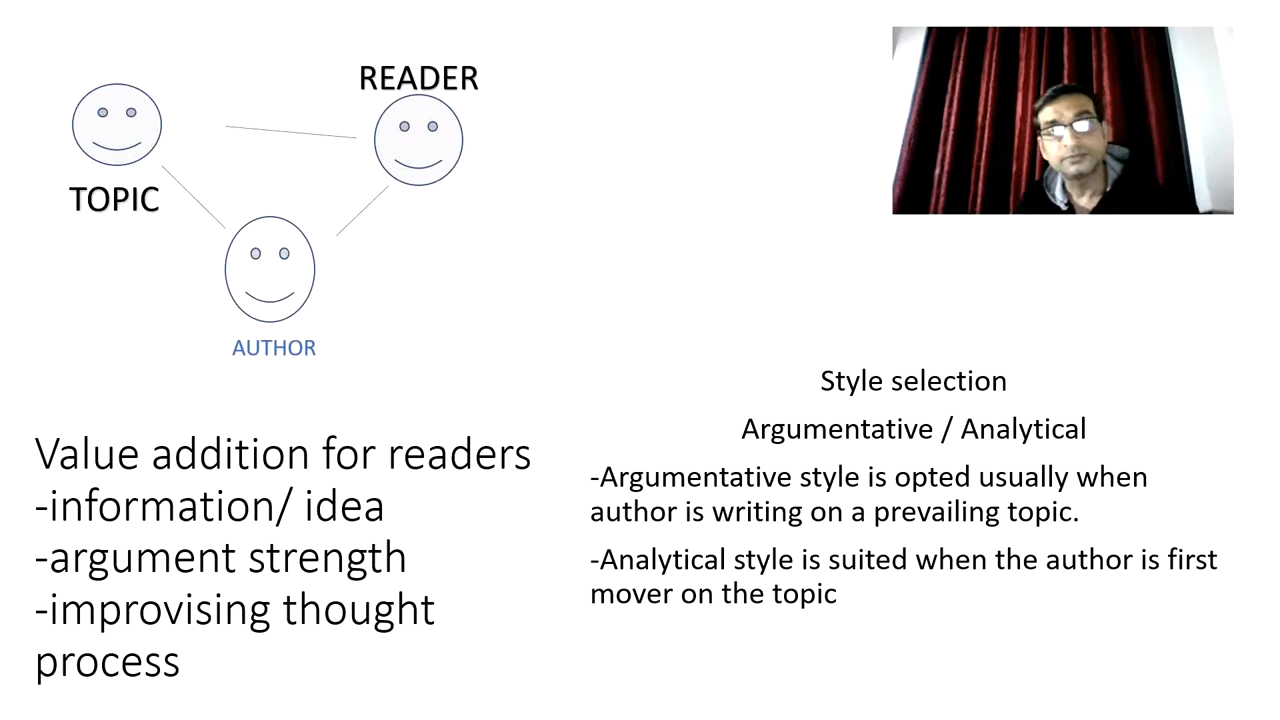 READER
TOPIC
AUTHOR
Value addition for readers
-information/ idea
-argument strength
-improvising thought
process
Style selection
Argumentative / Analytical
-Argumentative style is opted usually when
author is writing on a prevailing topic.
-Analytical style is suited when the author is first
mover on the topic